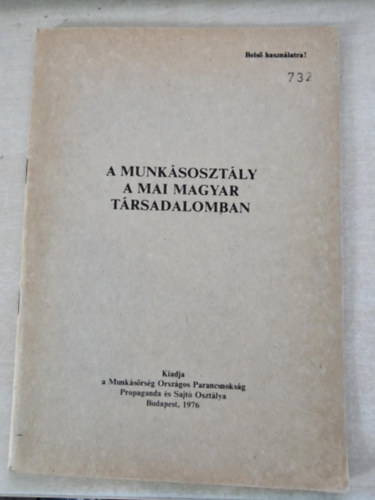 Belső használatra!
732
A MUNKÁSOSZTÁLY
A MAI MAGYAR
TÁRSADALOMBAN
Kiadja
a Munkásőrség Országos Parancsnokság
Propaganda és Sajtó Osztálya
Budapest, 1976